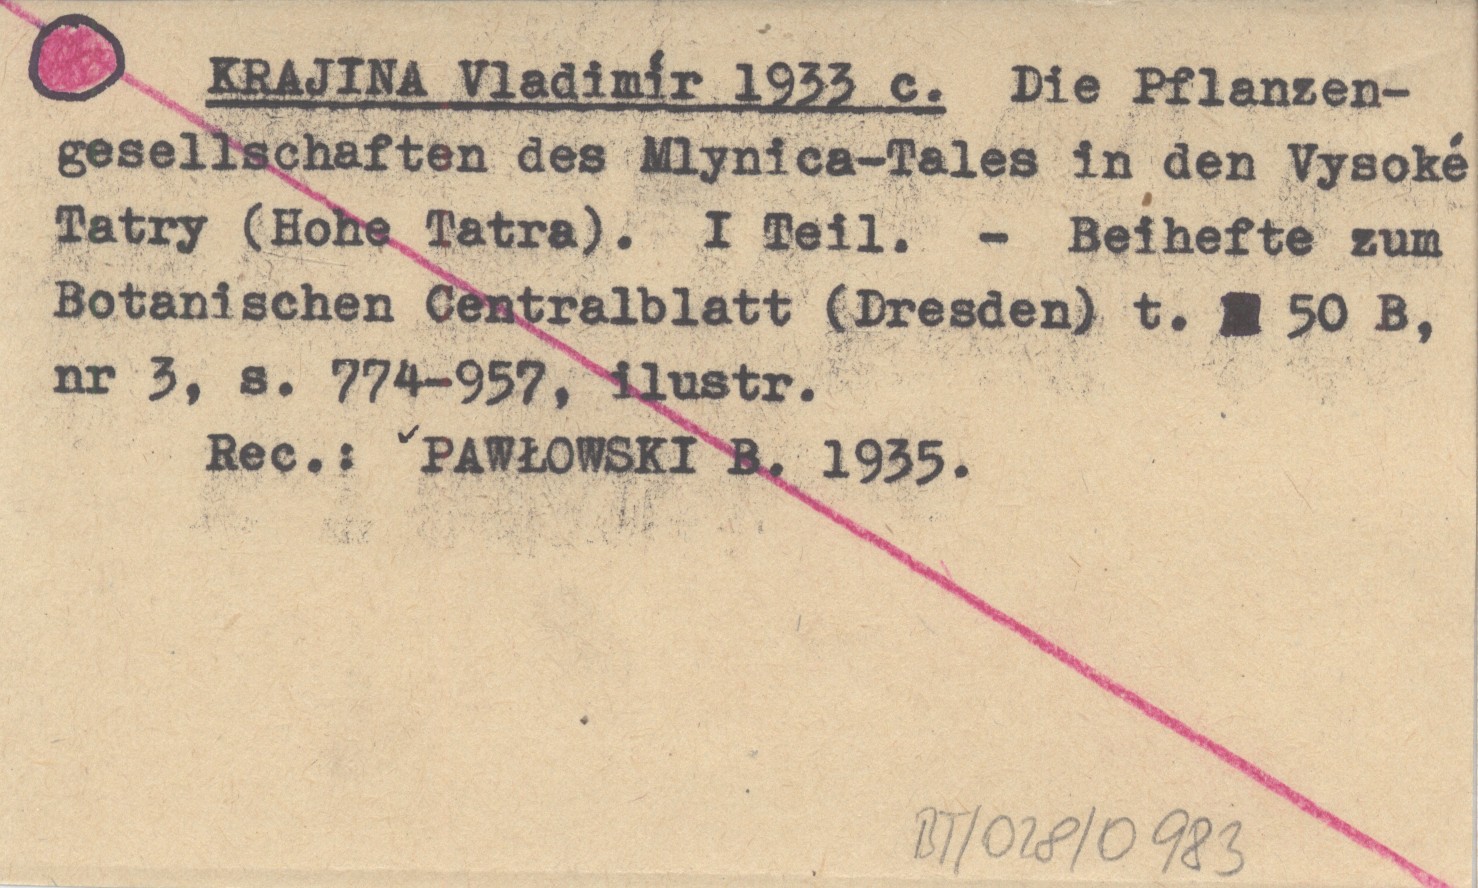 KRAJINA Vladimír 1933 c. Die Pflanzen-
gesellschaften des Mlynica-Tales in den Vysoké
Tatry (Hohe Tatra). I Teil. - Beihefte zum
Botanischen Centralblatt (Dresden) t. 50 B,
nr 3, s. 774-957, ilustr.
Rec.: PAWŁOWSKI B. 1935.
BT/028/0983